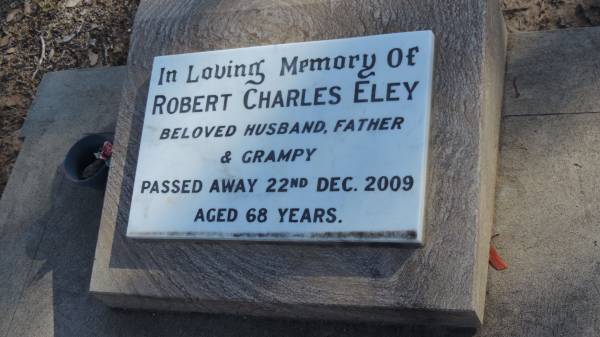 In Loving Memory Of
ROBERT CHARLES ELEY
BELOVED HUSBAND, FATHER
& GRAMPY
PASSED AWAY 22ND DEC. 2009
AGED 68 YEARS.